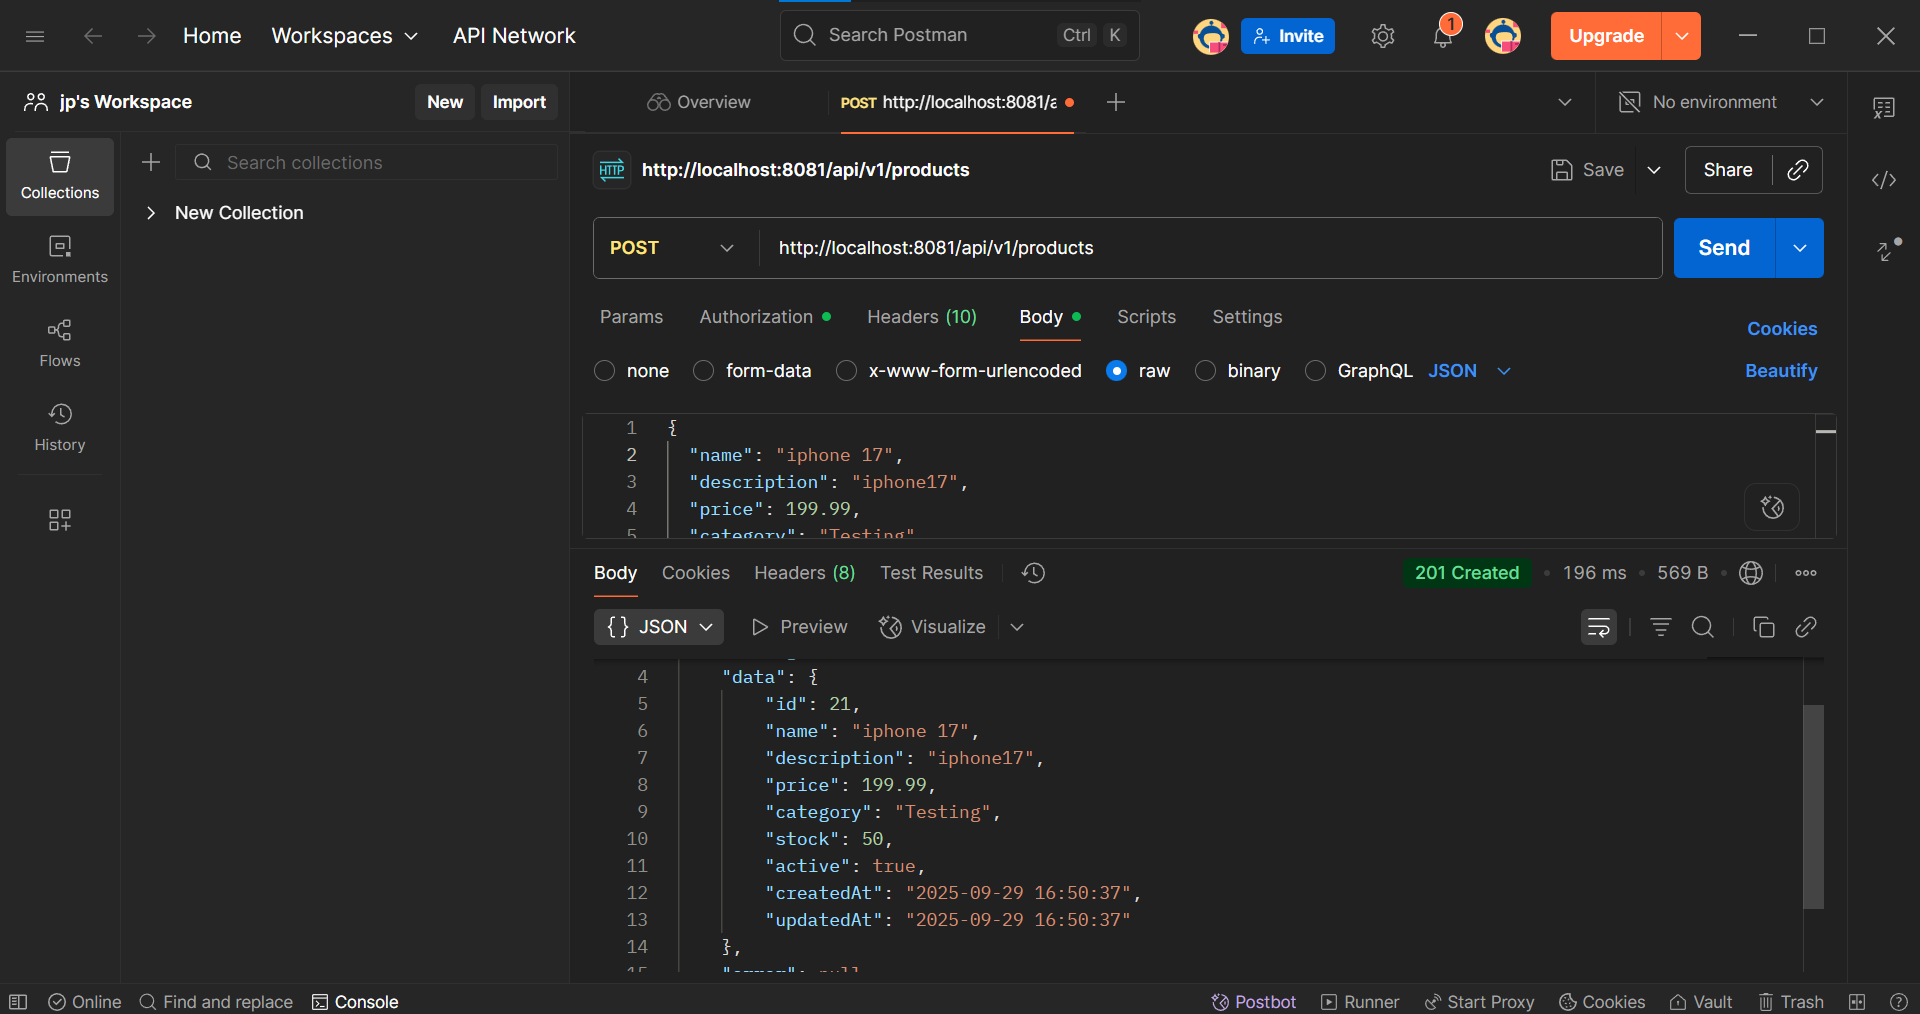 Home Workspaces API Network Search Postman Ctrl K Invite 1 Upgrade
jp's Workspace New Import Overview POST http://localhost:8081/a No environment
Collections
Search collections
New Collection
Environments
Flows
History
HTTP http://localhost:8081/api/v1/products Save Share
POST http://localhost:8081/api/v1/products Send
Params Authorization Headers (10) Body Scripts Settings Cookies
none form-data x-www-form-urlencoded raw binary GraphQL JSON Beautify
1 {
2 "name": "iphone 17",
3 "description": "iphone17",
4 "price": 199.99,
5 "category": "Testing"
Body Cookies Headers (8) Test Results 201 Created • 196 ms • 569 B
{} JSON Preview Visualize
4 "data": {
5 "id": 21,
6 "name": "iphone 17",
7 "description": "iphone17",
8 "price": 199.99,
9 "category": "Testing",
10 "stock": 50,
11 "active": true,
12 "createdAt": "2025-09-29 16:50:37",
13 "updatedAt": "2025-09-29 16:50:37"
14 },
15 "error": null
Online Find and replace Console Postbot Runner Start Proxy Cookies Vault Trash